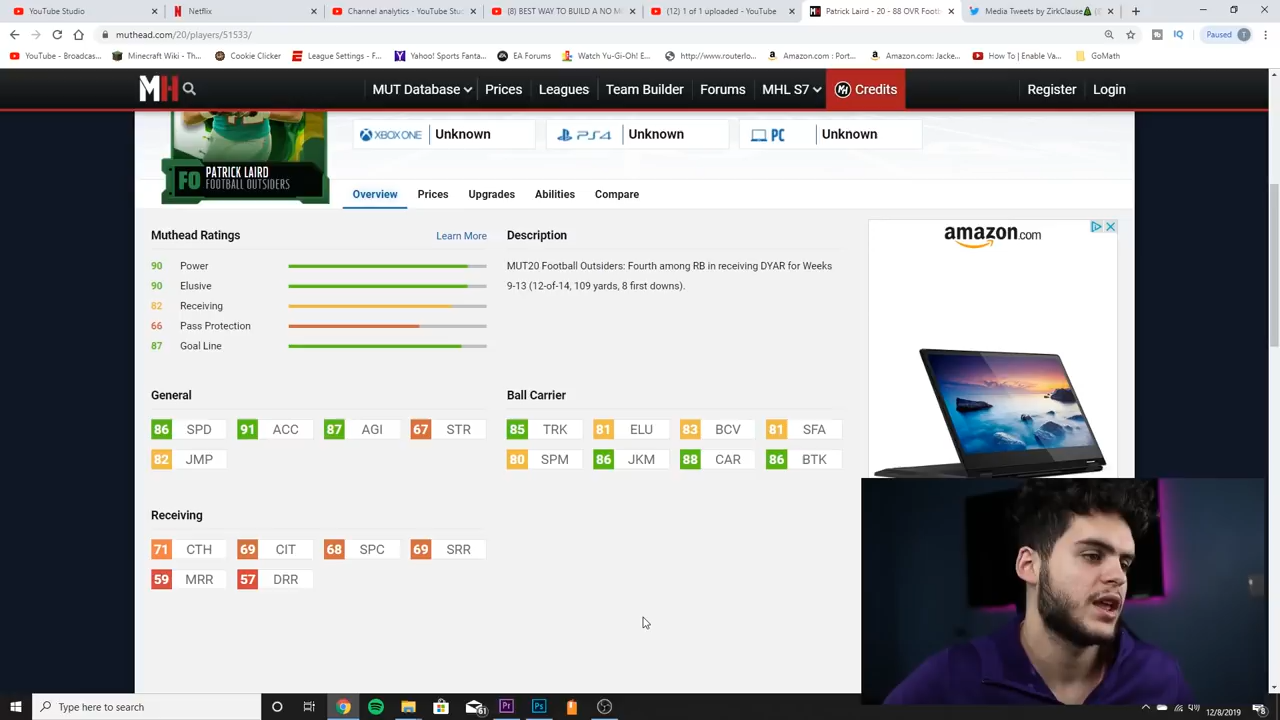 YouTube Studio
Netflix
Channel analytics - YouTube Stu
(8) BEST WAY TO BUILD A NO M
(12) 1 of 1 uploaded - YouTube
Patrick Laird - 20 - 88 OVR Footb
Media Tweets by ZirkClause
muthead.com/20/players/51533/
IQ
Paused
T
YouTube - Broadcas...
Minecraft Wiki - Th...
Cookie Clicker
League Settings - F...
Yahoo! Sports Fanta...
EA Forums
Watch Yu-Gi-Oh! E...
http://www.routerlo...
Amazon.com : Port...
Amazon.com: Jacke...
How To | Enable Va...
GoMath
MH
MUT Database
Prices
Leagues
Team Builder
Forums
MHL S7
Credits
Register
Login
XBOX ONE Unknown
PS4 Unknown
PC Unknown
FO PATRICK LAIRD
FOOTBALL OUTSIDERS
Overview
Prices
Upgrades
Abilities
Compare
Muthead Ratings
Learn More
90 Power
90 Elusive
82 Receiving
66 Pass Protection
87 Goal Line
Description
MUT20 Football Outsiders: Fourth among RB in receiving DYAR for Weeks
9-13 (12-of-14, 109 yards, 8 first downs).
amazon.com
General
86 SPD 91 ACC 87 AGI 67 STR
82 JMP
Ball Carrier
85 TRK 81 ELU 83 BCV 81 SFA
80 SPM 86 JKM 88 CAR 86 BTK
Receiving
71 CTH 69 CIT 68 SPC 69 SRR
59 MRR 57 DRR
Type here to search
61
Pr
Ps
12/8/2019
8